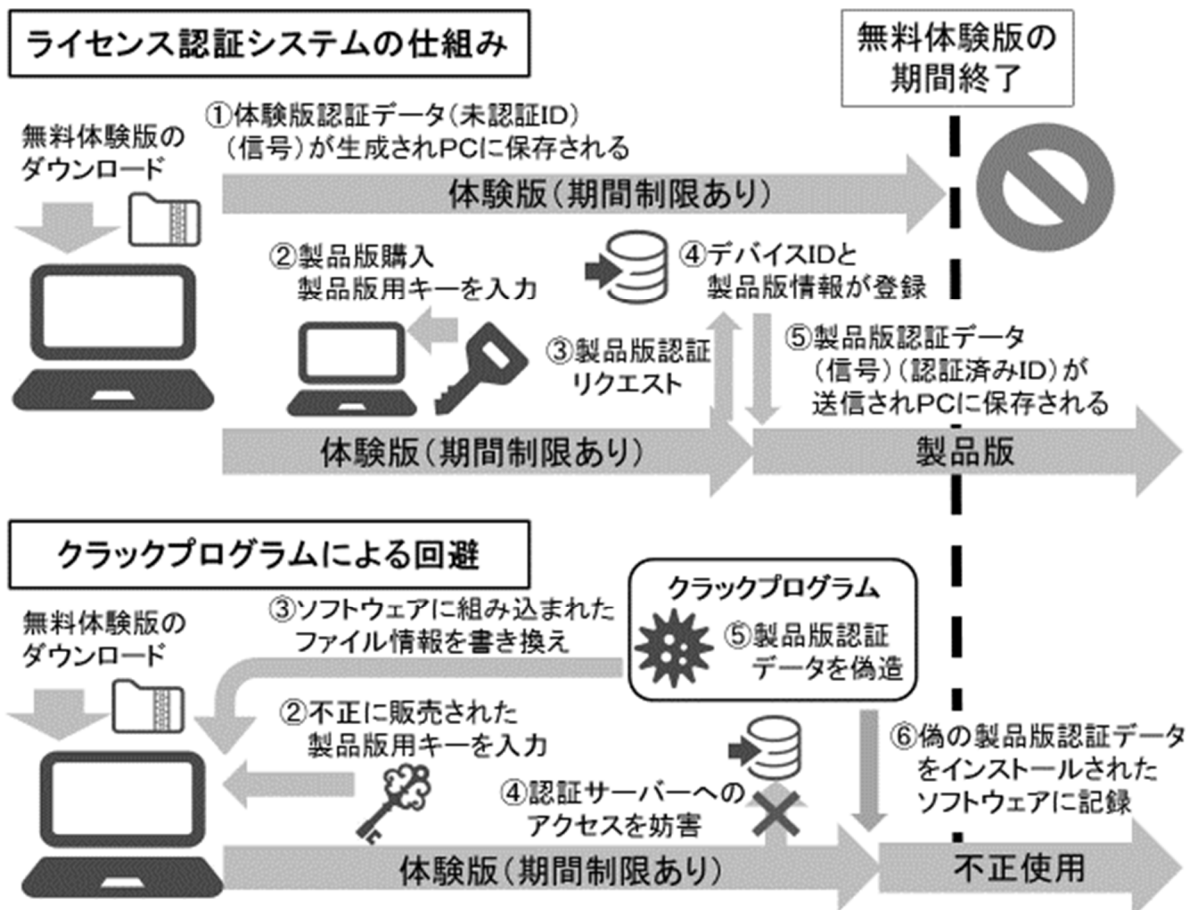 ライセンス認証システムの仕組み
無料体験版の
期間終了
無料体験版の
ダウンロード
①体験版認証データ(未認証ID)
(信号)が生成されPCに保存される
体験版(期間制限あり)
②製品版購入
製品版用キーを入力
③製品版認証
リクエスト
④デバイスIDと
製品版情報が登録
⑤製品版認証データ
(信号)(認証済みID)が
送信されPCに保存される
体験版(期間制限あり)
製品版
クラックプログラムによる回避
無料体験版の
ダウンロード
②不正に販売された
製品版用キーを入力
③ソフトウェアに組み込まれた
ファイル情報を書き換え
④認証サーバーへの
アクセスを妨害
クラックプログラム
⑤製品版認証
データを偽造
⑥偽の製品版認証データ
をインストールされた
ソフトウェアに記録
体験版(期間制限あり)
不正使用